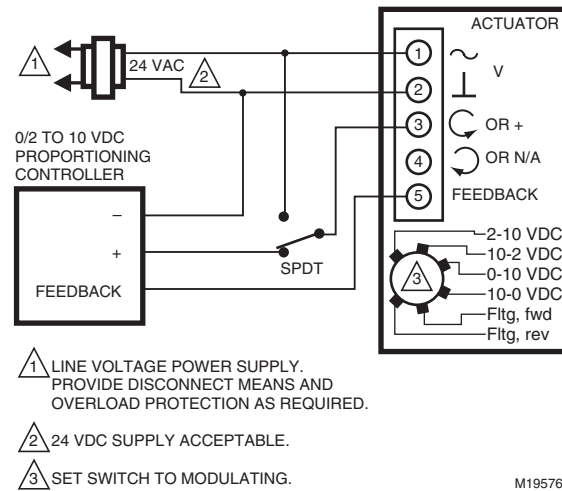 ACTUATOR
1
24 VAC
2
1
V
2
0/2 TO 10 VDC
PROPORTIONING
CONTROLLER
3
OR +
4
OR N/A
5
FEEDBACK
–
+
SPDT
FEEDBACK
3
2-10 VDC
10-2 VDC
0-10 VDC
10-0 VDC
Fltg, fwd
Fltg, rev
1 LINE VOLTAGE POWER SUPPLY.
PROVIDE DISCONNECT MEANS AND
OVERLOAD PROTECTION AS REQUIRED.
2 24 VDC SUPPLY ACCEPTABLE.
3 SET SWITCH TO MODULATING.
M19576